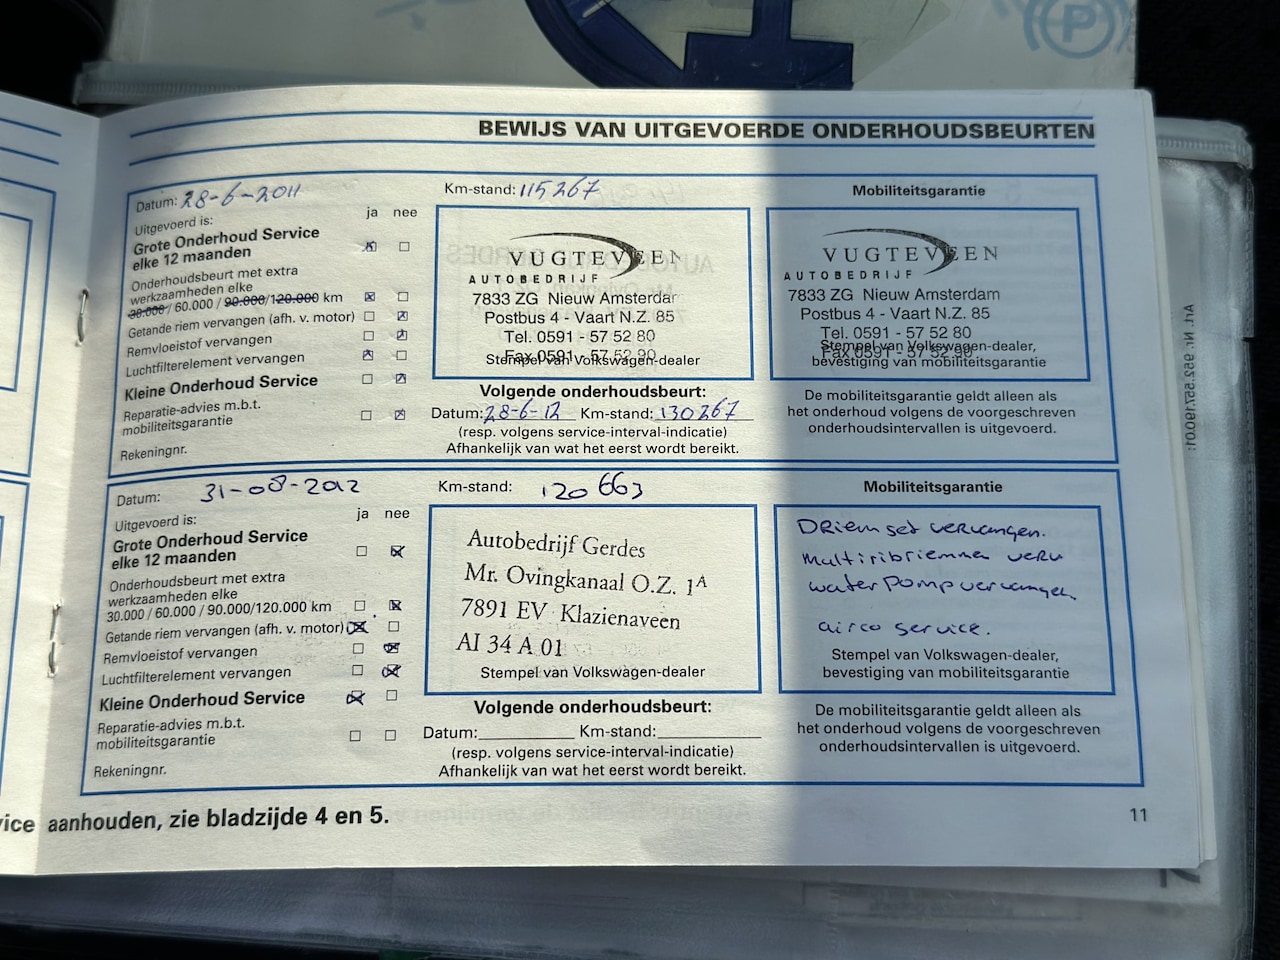 P
BEWIJS VAN UITGEVOERDE ONDERHOUDSBEURTEN
Datum: 28-6-2011
Km-stand: 115267
Mobiliteitsgarantie
Uitgevoerd is:
ja nee
Grote Onderhoud Service
elke 12 maanden
Onderhoudsbeurt met extra
werkzaamheden elke
30.000 / 60.000 / 90.000/120.000 km
Getande riem vervangen (afh. v. motor)
Remvloeistof vervangen
Luchtfilterelement vervangen
Kleine Onderhoud Service
Reparatie-advies m.b.t.
mobiliteitsgarantie
Rekeningnr.
VUGTEVEEN
AUTOBEDRIJF
7833 ZG Nieuw Amsterdar
Postbus 4 - Vaart N.Z. 85
Tel. 0591 - 57 52 80
Fax 0591 - 57 52 90
Stempel van Volkswagen-dealer
Volgende onderhoudsbeurt:
Datum: 28-6-12 Km-stand: 130267
(resp. volgens service-interval-indicatie)
Afhankelijk van wat het eerst wordt bereikt.
VUGTEVEEN
AUTOBEDRIJF
7833 ZG Nieuw Amsterdam
Postbus 4 - Vaart N.Z. 85
Tel. 0591 - 57 52 80
Fax 0591 - 57 52 90
Stempel van Volkswagen-dealer,
bevestiging van mobiliteitsgarantie
De mobiliteitsgarantie geldt alleen als
het onderhoud volgens de voorgeschreven
onderhoudsintervallen is uitgevoerd.
Datum: 31-08-2012
Km-stand: 120663
Mobiliteitsgarantie
Uitgevoerd is:
ja nee
Grote Onderhoud Service
elke 12 maanden
Onderhoudsbeurt met extra
werkzaamheden elke
30.000 / 60.000 / 90.000/120.000 km
Getande riem vervangen (afh. v. motor)
Remvloeistof vervangen
Luchtfilterelement vervangen
Kleine Onderhoud Service
Reparatie-advies m.b.t.
mobiliteitsgarantie
Rekeningnr.
Autobedrijf Gerdes
Mr. Ovingkanaal O.Z. 1A
7891 EV Klazienaveen
AI 34 A 01
Stempel van Volkswagen-dealer
Volgende onderhoudsbeurt:
Datum: Km-stand:
(resp. volgens service-interval-indicatie)
Afhankelijk van wat het eerst wordt bereikt.
DRiem set vervangen.
Multiribriemmen verv
waterPomp vervangen.
airco service.
Stempel van Volkswagen-dealer,
bevestiging van mobiliteitsgarantie
De mobiliteitsgarantie geldt alleen als
het onderhoud volgens de voorgeschreven
onderhoudsintervallen is uitgevoerd.
vice aanhouden, zie bladzijde 4 en 5.
11
Art. Nr. 952.557.190.01: